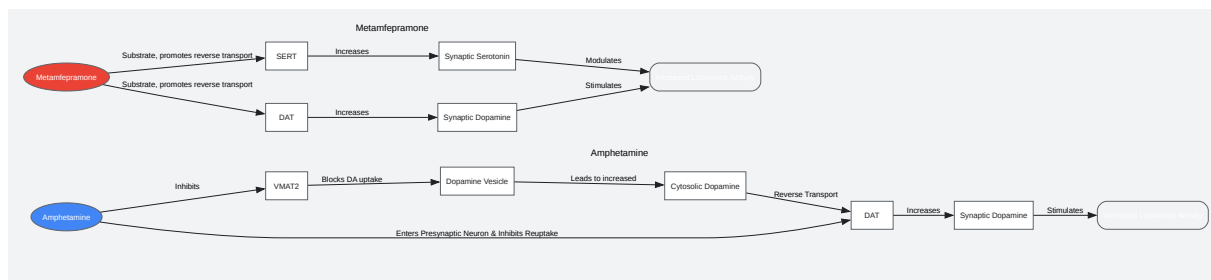 Metamfepramone
Substrate, promotes reverse transport
SERT
Increases
Synaptic Serotonin
Modulates
Metamfepramone
Substrate, promotes reverse transport
DAT
Increases
Synaptic Dopamine
Stimulates
Amphetamine
Inhibits
VMAT2
Blocks DA uptake
Dopamine Vesicle
Leads to increased
Cytosolic Dopamine
Reverse Transport
Amphetamine
Enters Presynaptic Neuron & Inhibits Reuptake
DAT
Increases
Synaptic Dopamine
Stimulates